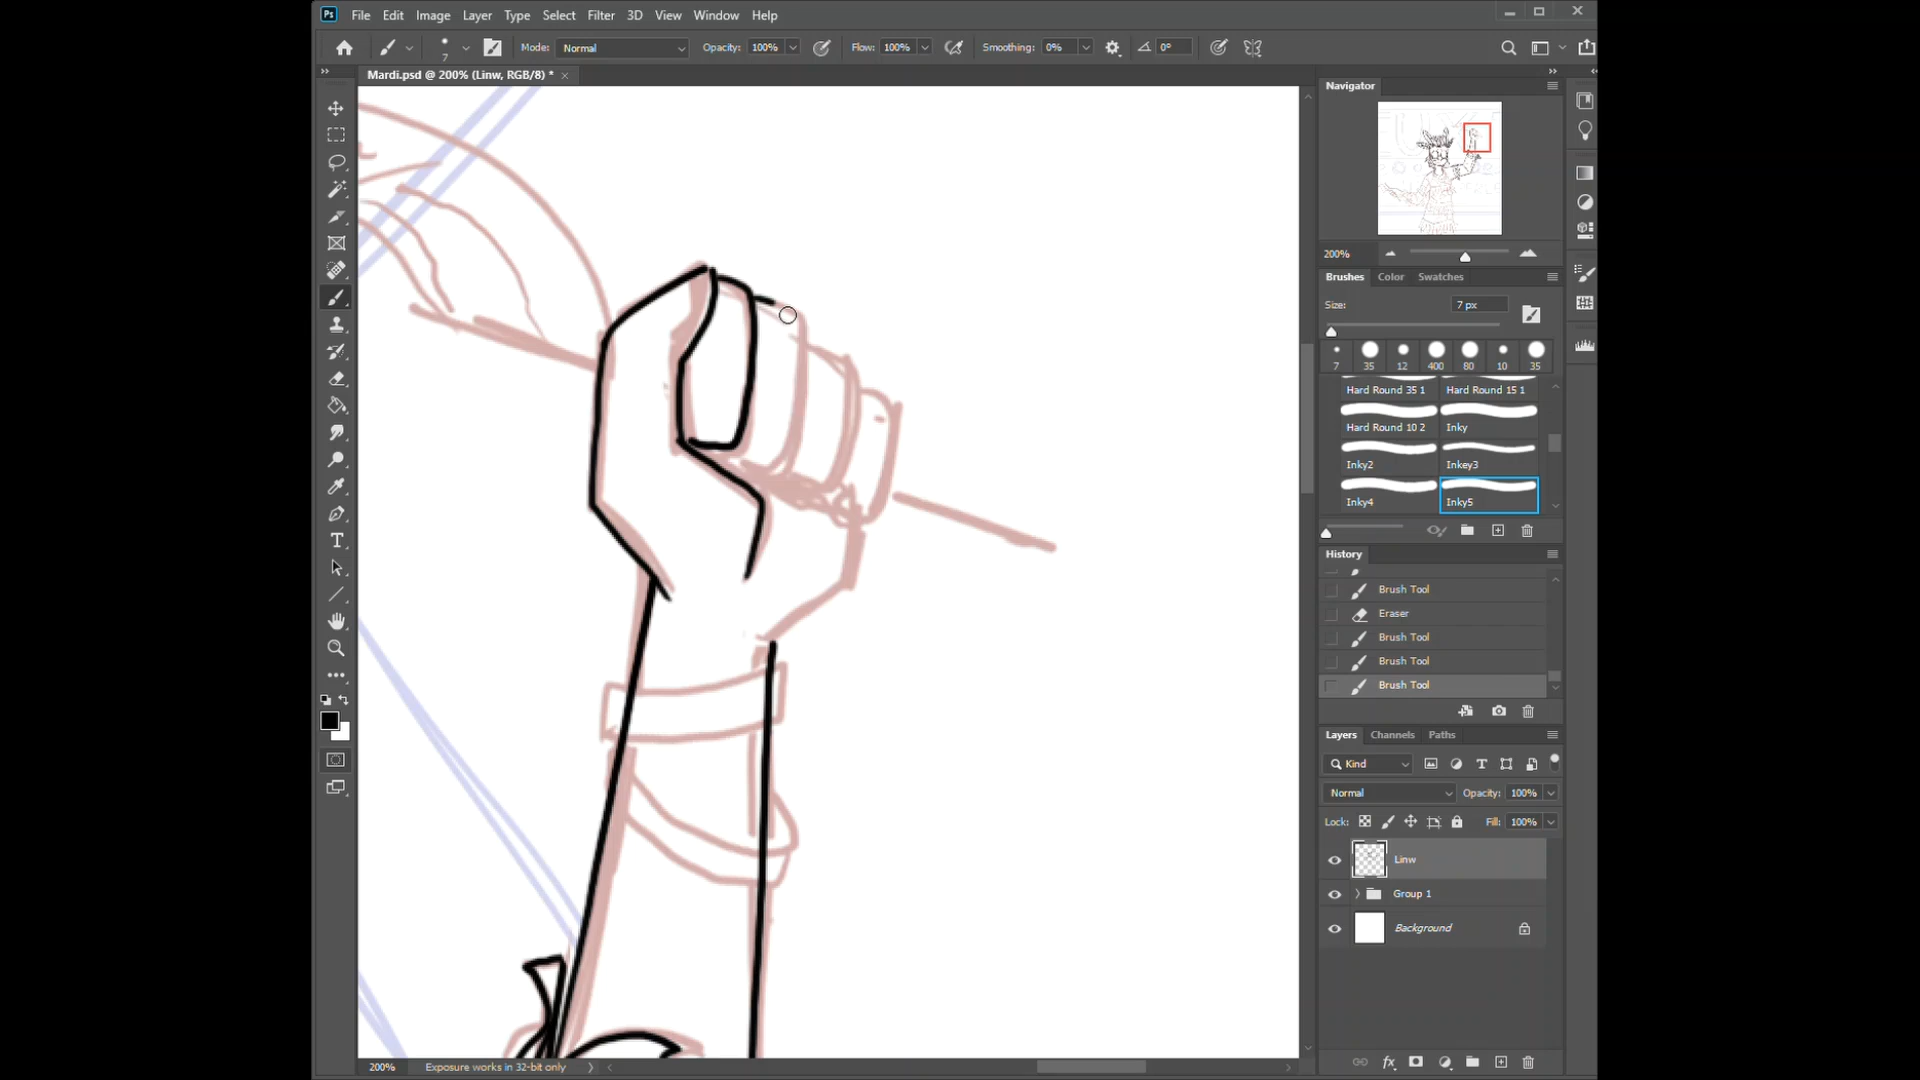 Ps File Edit Image Layer Type Select Filter 3D View Window Help
7 Mode: Normal Opacity: 100% Flow: 100% Smoothing: 0% 0°
Mardi.psd @ 200% (Linw, RGB/8) *
Navigator
200%
Brushes Color Swatches
Size: 7 px
7 35 12 400 80 10 35
Hard Round 35 1 Hard Round 15 1
Hard Round 10 2 Inky
Inky2 Inkey3
Inky4 Inky5
History
Brush Tool
Eraser
Brush Tool
Brush Tool
Brush Tool
Layers Channels Paths
Kind
Normal Opacity: 100%
Lock: Fill: 100%
Linw
Group 1
Background
200% Exposure works in 32-bit only